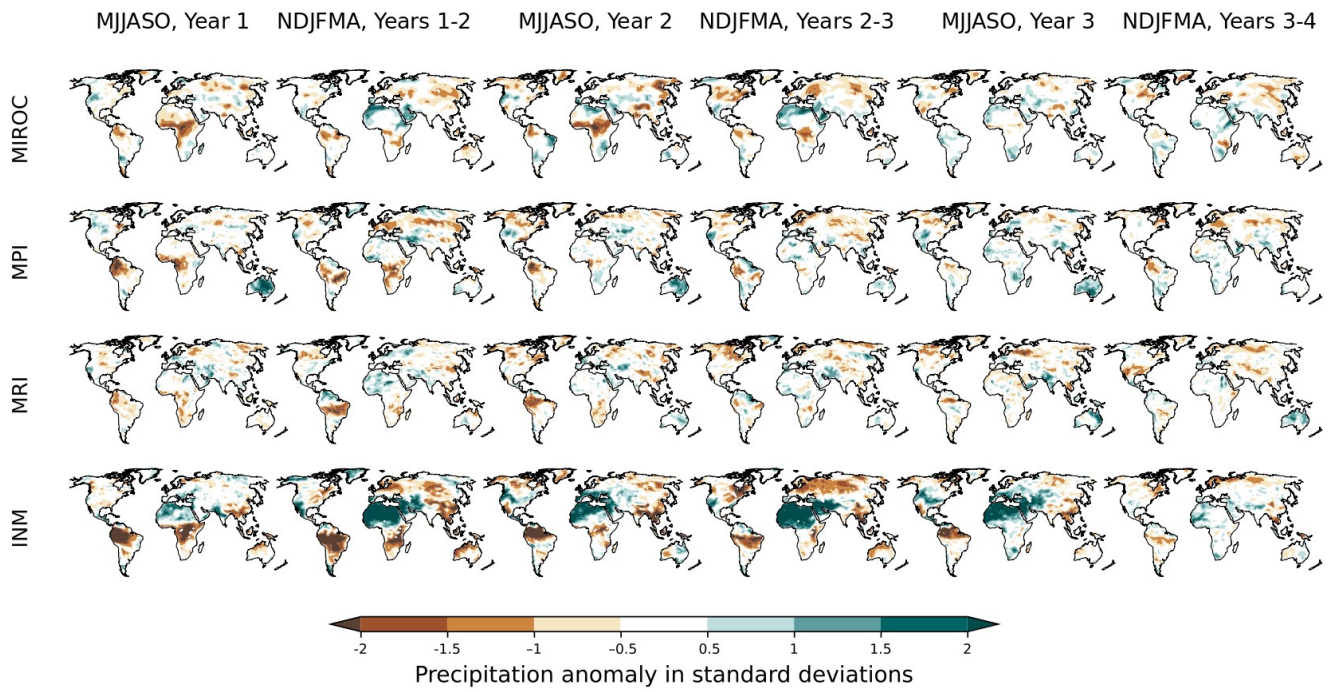 MJJASO, Year 1 NDJFMA, Years 1-2 MJJASO, Year 2 NDJFMA, Years 2-3 MJJASO, Year 3 NDJFMA, Years 3-4
MIROC
MPI
MRI
INM
-2 -1.5 −1 −0.5 0.5 1 1.5 2
Precipitation anomaly in standard deviations